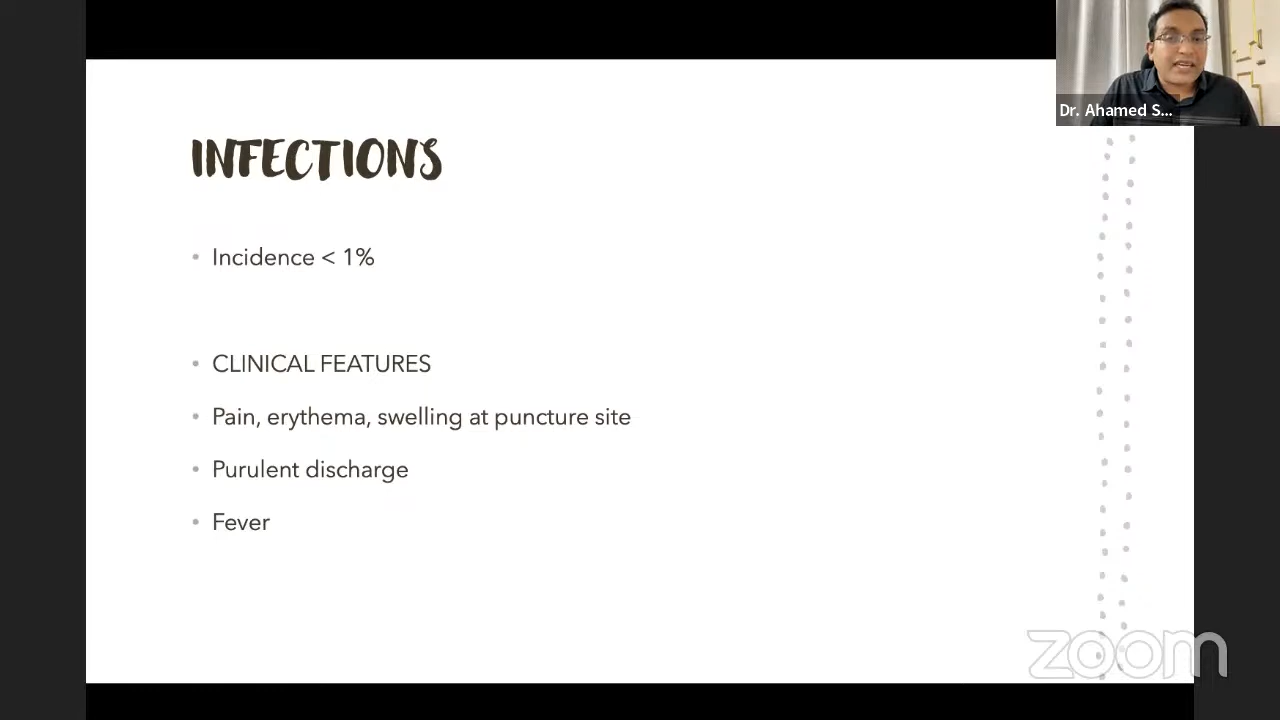 Dr. Ahamed S...
INFECTIONS
• Incidence < 1%
• CLINICAL FEATURES
• Pain, erythema, swelling at puncture site
• Purulent discharge
• Fever
zoom